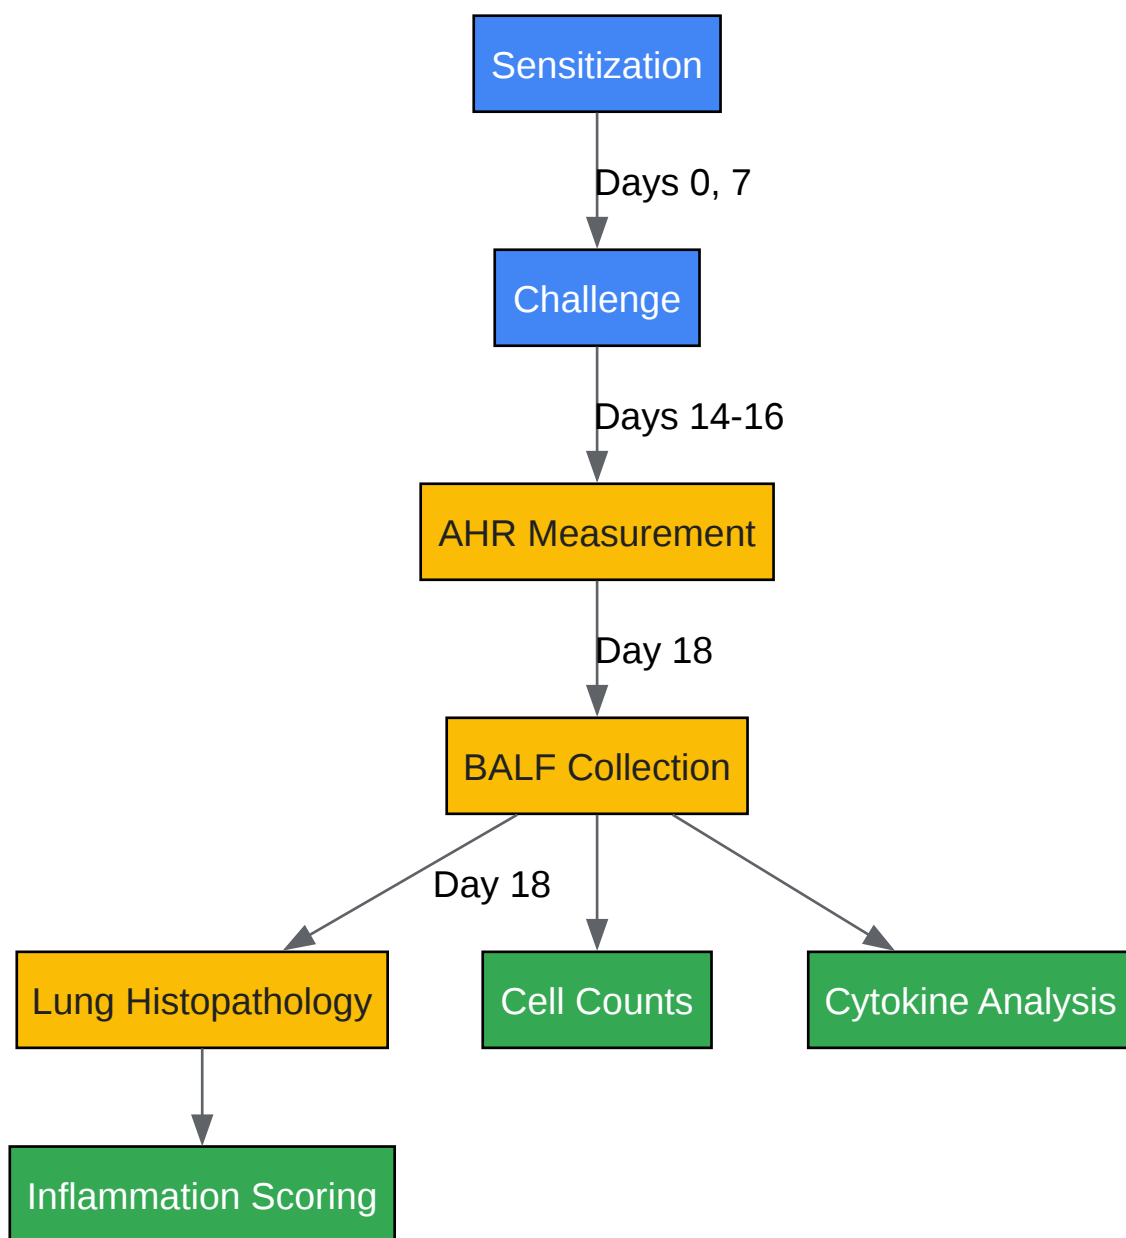 Sensitization
Days 0, 7
Challenge
Days 14-16
AHR Measurement
Day 18
BALF Collection
Day 18
Lung Histopathology
Cell Counts
Cytokine Analysis
Inflammation Scoring